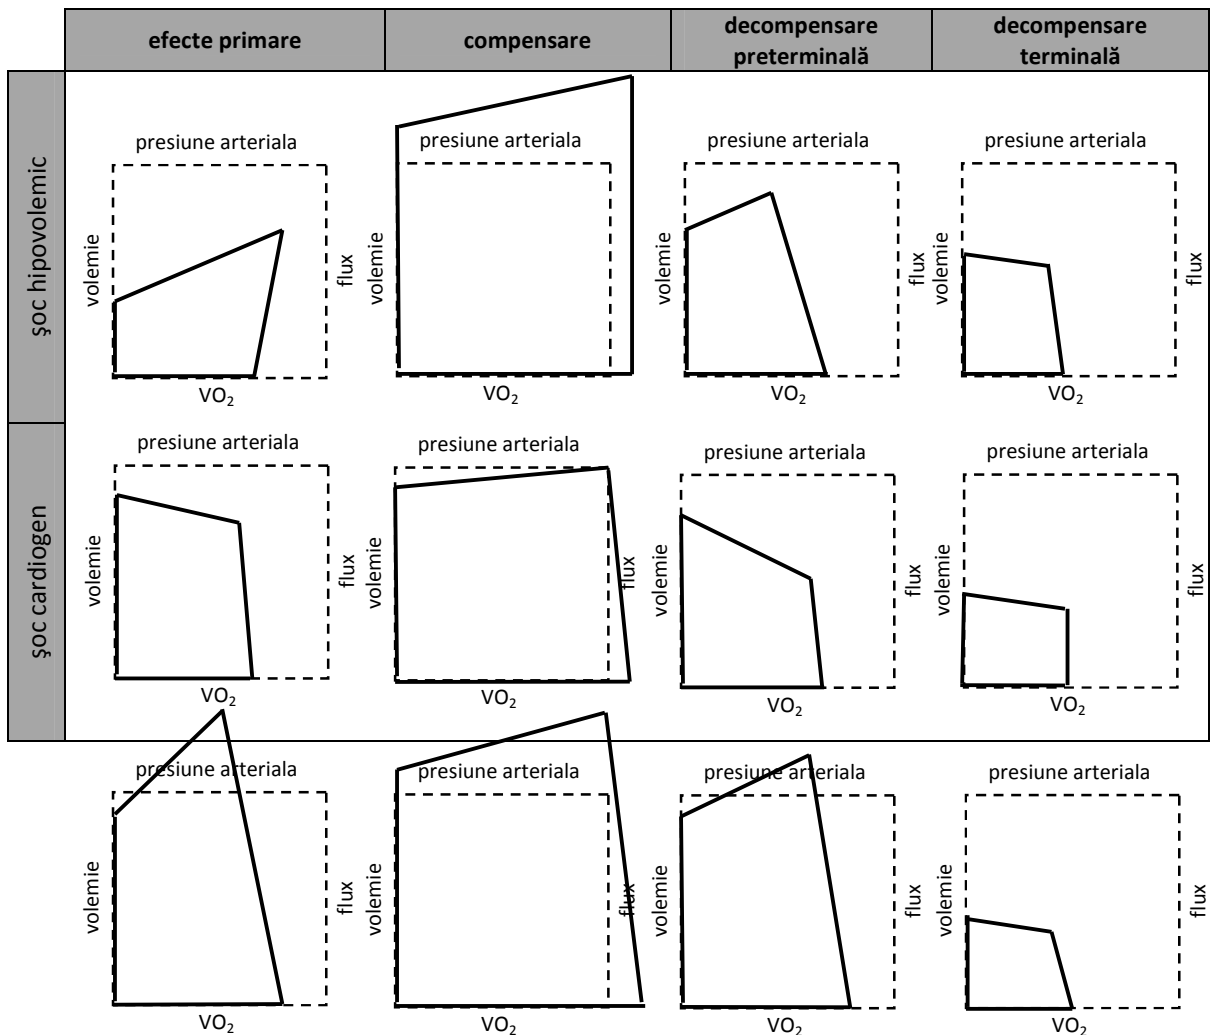 efecte primare
compensare
decompensare
preterminală
decompensare
terminală
şoc hipovolemic
presiune arteriala
volemie
flux
VO₂
presiune arteriala
volemie
VO₂
presiune arteriala
volemie
flux
VO₂
presiune arteriala
volemie
flux
VO₂
şoc cardiogen
presiune arteriala
volemie
flux
VO₂
presiune arteriala
volemie
flux
VO₂
presiune arteriala
volemie
flux
VO₂
presiune arteriala
volemie
flux
VO₂
presiune arteriala
volemie
flux
VO₂
presiune arteriala
volemie
flux
VO₂
presiune arteriala
volemie
flux
VO₂
presiune arteriala
volemie
flux
VO₂